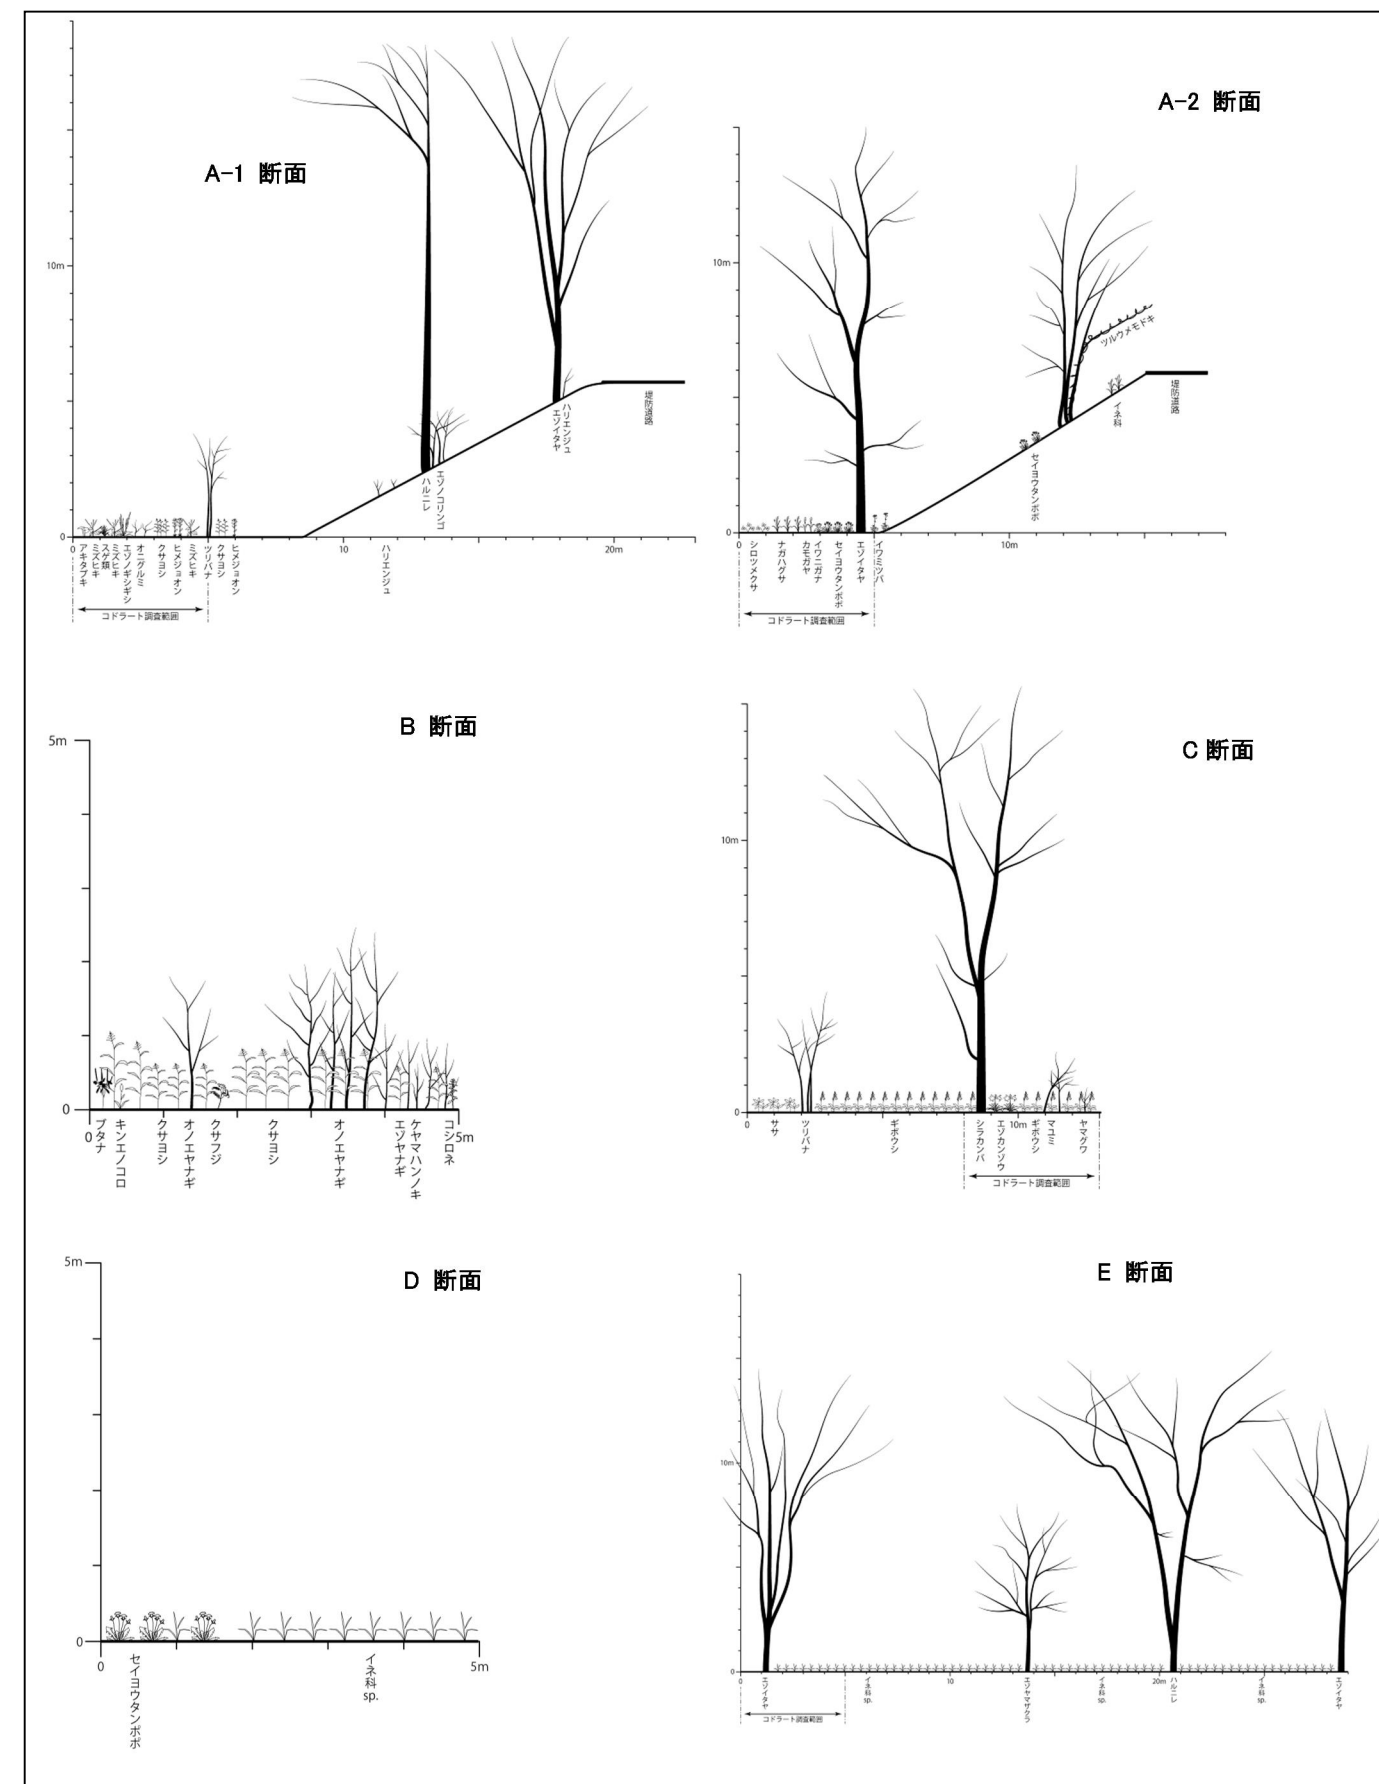 A-1 断面
10m
0
0
10
20m
アキタブキ
ミズヒキ
スゲ類
ミズヒキ
エゾノギシギシ
オニグルミ
クサヨシ
ヒメジョオン
ミズヒキ
ツリバナ
クサヨシ
ヒメジョオン
ハリエンジュ
ハルニレ
エゾノコリンゴ
エゾイタヤ
ハリエンジュ
堤防道路
コドラート調査範囲
A-2 断面
10m
0
0
10m
シロツメクサ
ナガハグサ
カモガヤ
イワニガナ
セイヨウタンポポ
エゾイタヤ
イワミツバ
セイヨウタンポポ
ツルウメモドキ
イネ科
堤防道路
コドラート調査範囲
B 断面
5m
0
0
5m
ブタナ
キンエノコロ
クサヨシ
オノエヤナギ
クサフジ
クサヨシ
オノエヤナギ
エゾヤナギ
ケヤマハンノキ
コシロネ
C 断面
10m
0
0
10m
ササ
ツリバナ
ギボウシ
シラカンバ
エゾカンゾウ
ギボウシ
マユミ
ヤマグワ
コドラート調査範囲
D 断面
5m
0
0
5m
セイヨウタンポポ
イネ科
sp.
E 断面
10m
0
0
10
20m
エゾイタヤ
イネ科
sp.
エゾヤマザクラ
イネ科
sp.
ハルニレ
イネ科
sp.
エゾイタヤ
コドラート調査範囲